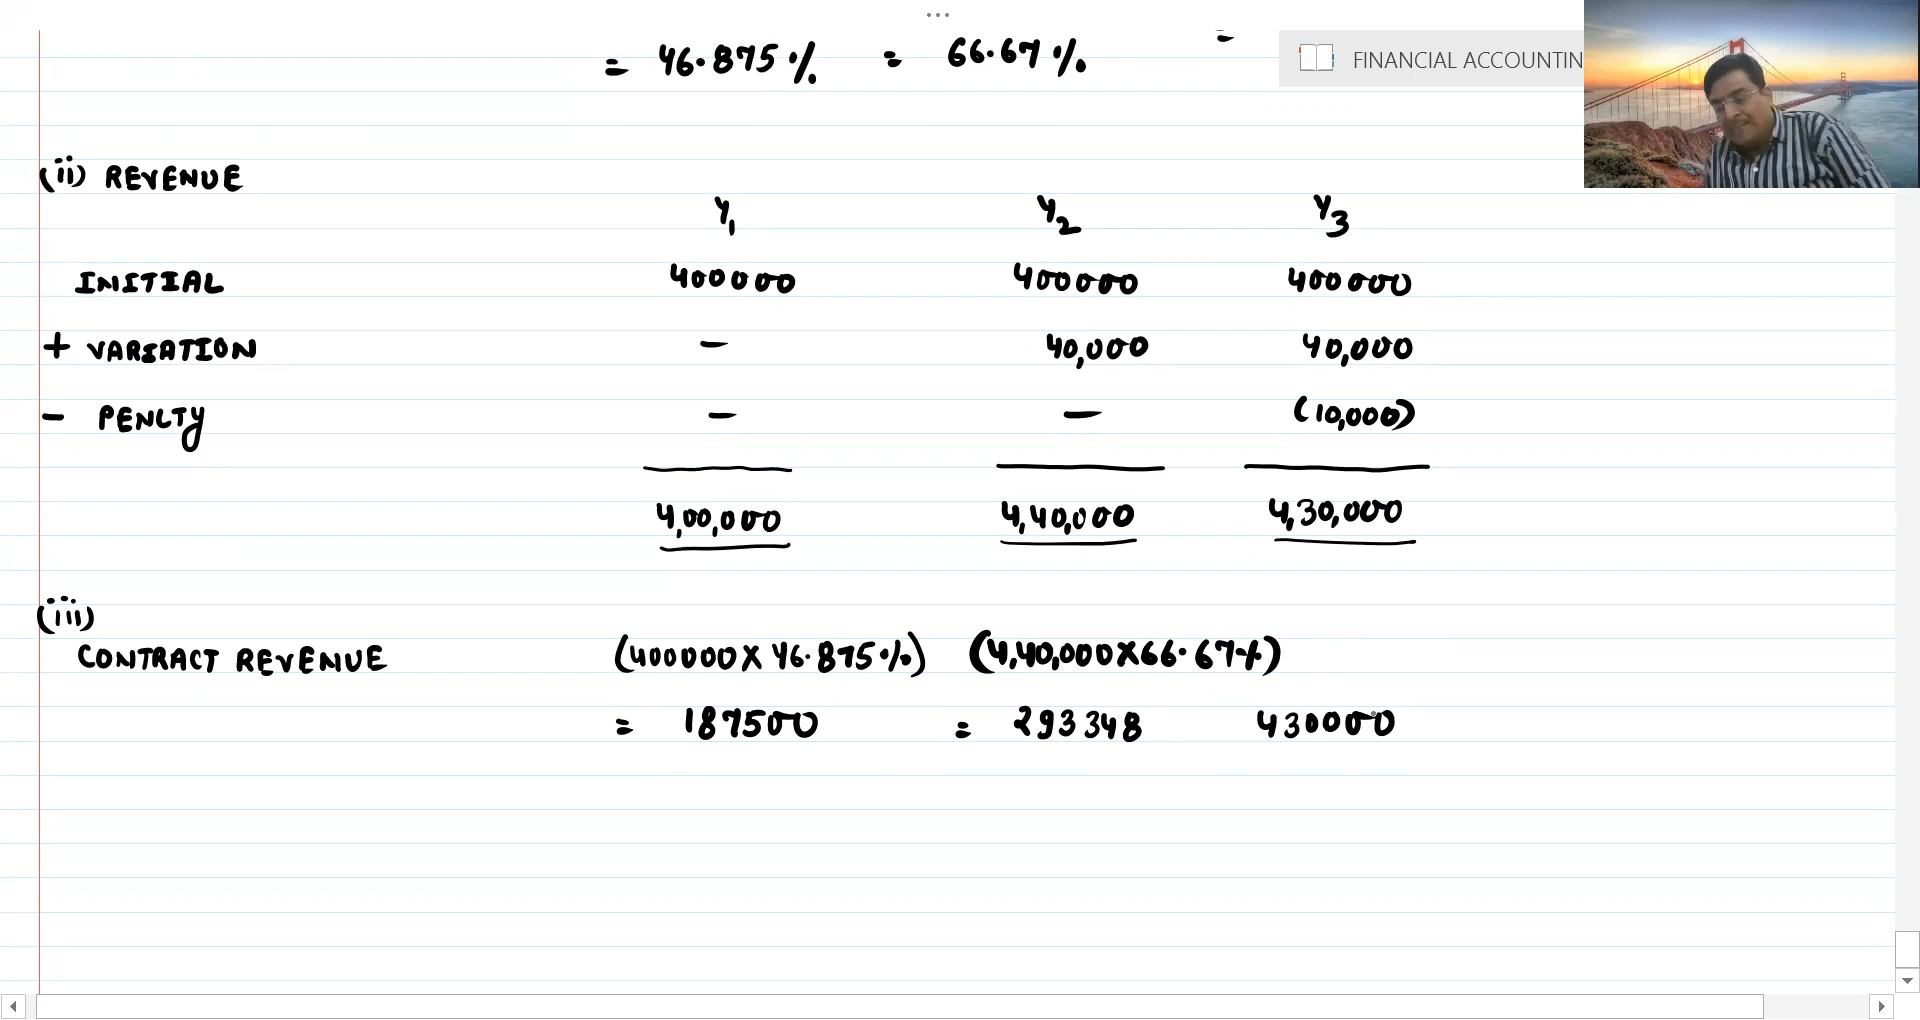 = 46.875% = 66.67% =
FINANCIAL ACCOUNTIN
(ii) REVENUE
Y1 Y2 Y3
INITIAL 400000 400000 400000
+ VARIATION - 40,000 40,000
- PENLTY - - (10,000)
4,00,000 4,40,000 4,30,000
(iii)
CONTRACT REVENUE (400000 X 46.875%) (4,40,000X66.67%)
= 187500 = 293348 430000